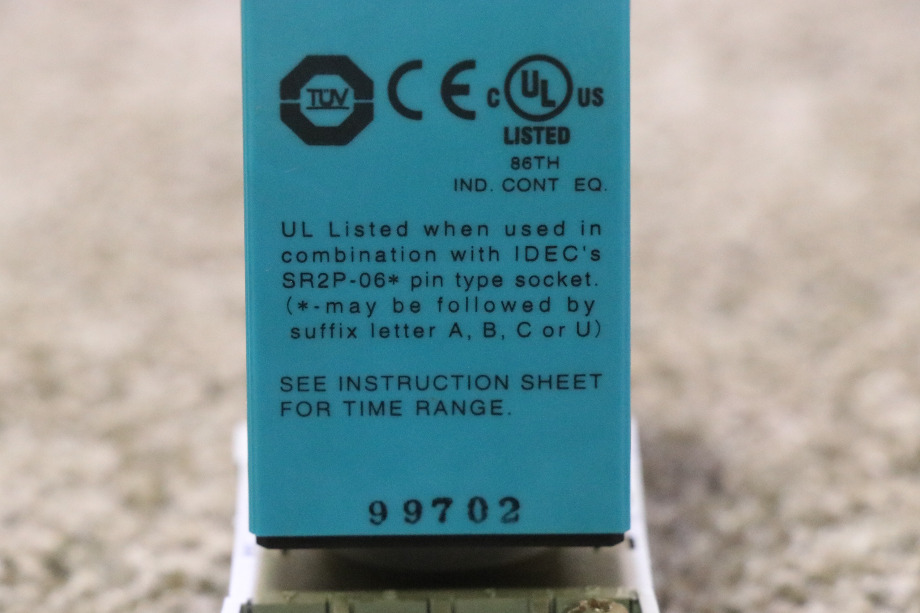 TÜV CE C UL US
LISTED
86TH
IND. CONT EQ.
UL Listed when used in
combination with IDEC's
SR2P-06* pin type socket.
(*-may be followed by
suffix letter A, B, C or U)
SEE INSTRUCTION SHEET
FOR TIME RANGE.
99702